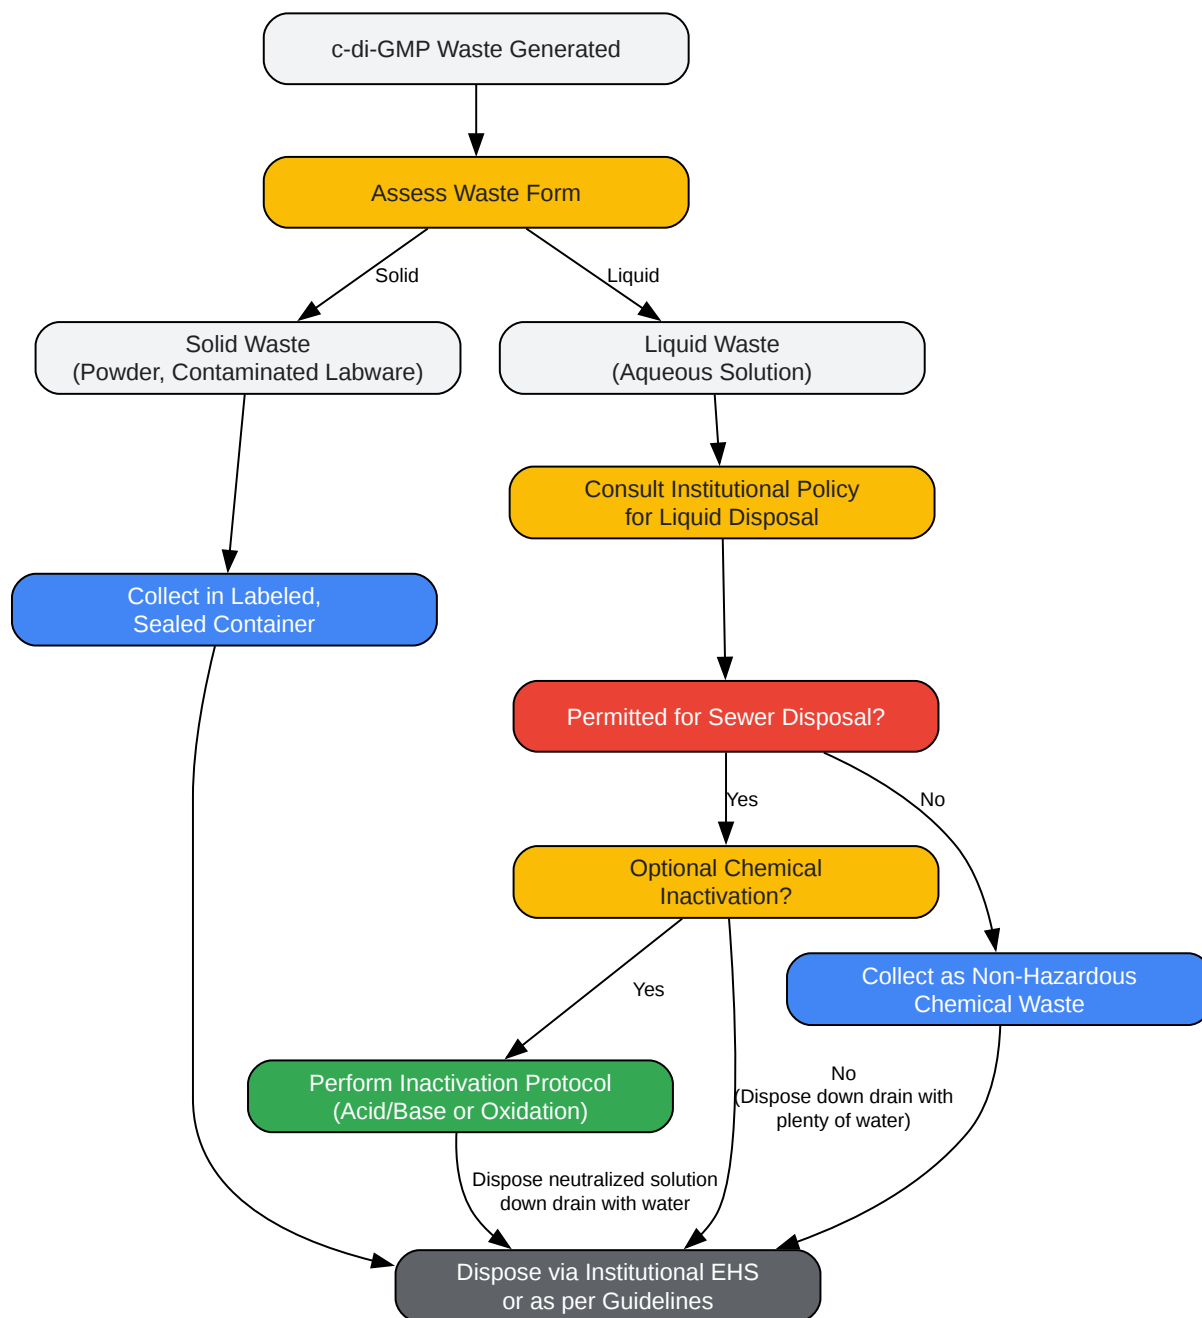 c-di-GMP Waste Generated
Assess Waste Form
Solid
Liquid
Solid Waste
(Powder, Contaminated Labware)
Liquid Waste
(Aqueous Solution)
Consult Institutional Policy
for Liquid Disposal
Collect in Labeled,
Sealed Container
Permitted for Sewer Disposal?
Yes
No
Optional Chemical
Inactivation?
Collect as Non-Hazardous
Chemical Waste
Yes
No
(Dispose down drain with
plenty of water)
Perform Inactivation Protocol
(Acid/Base or Oxidation)
Dispose neutralized solution
down drain with water
Dispose via Institutional EHS
or as per Guidelines